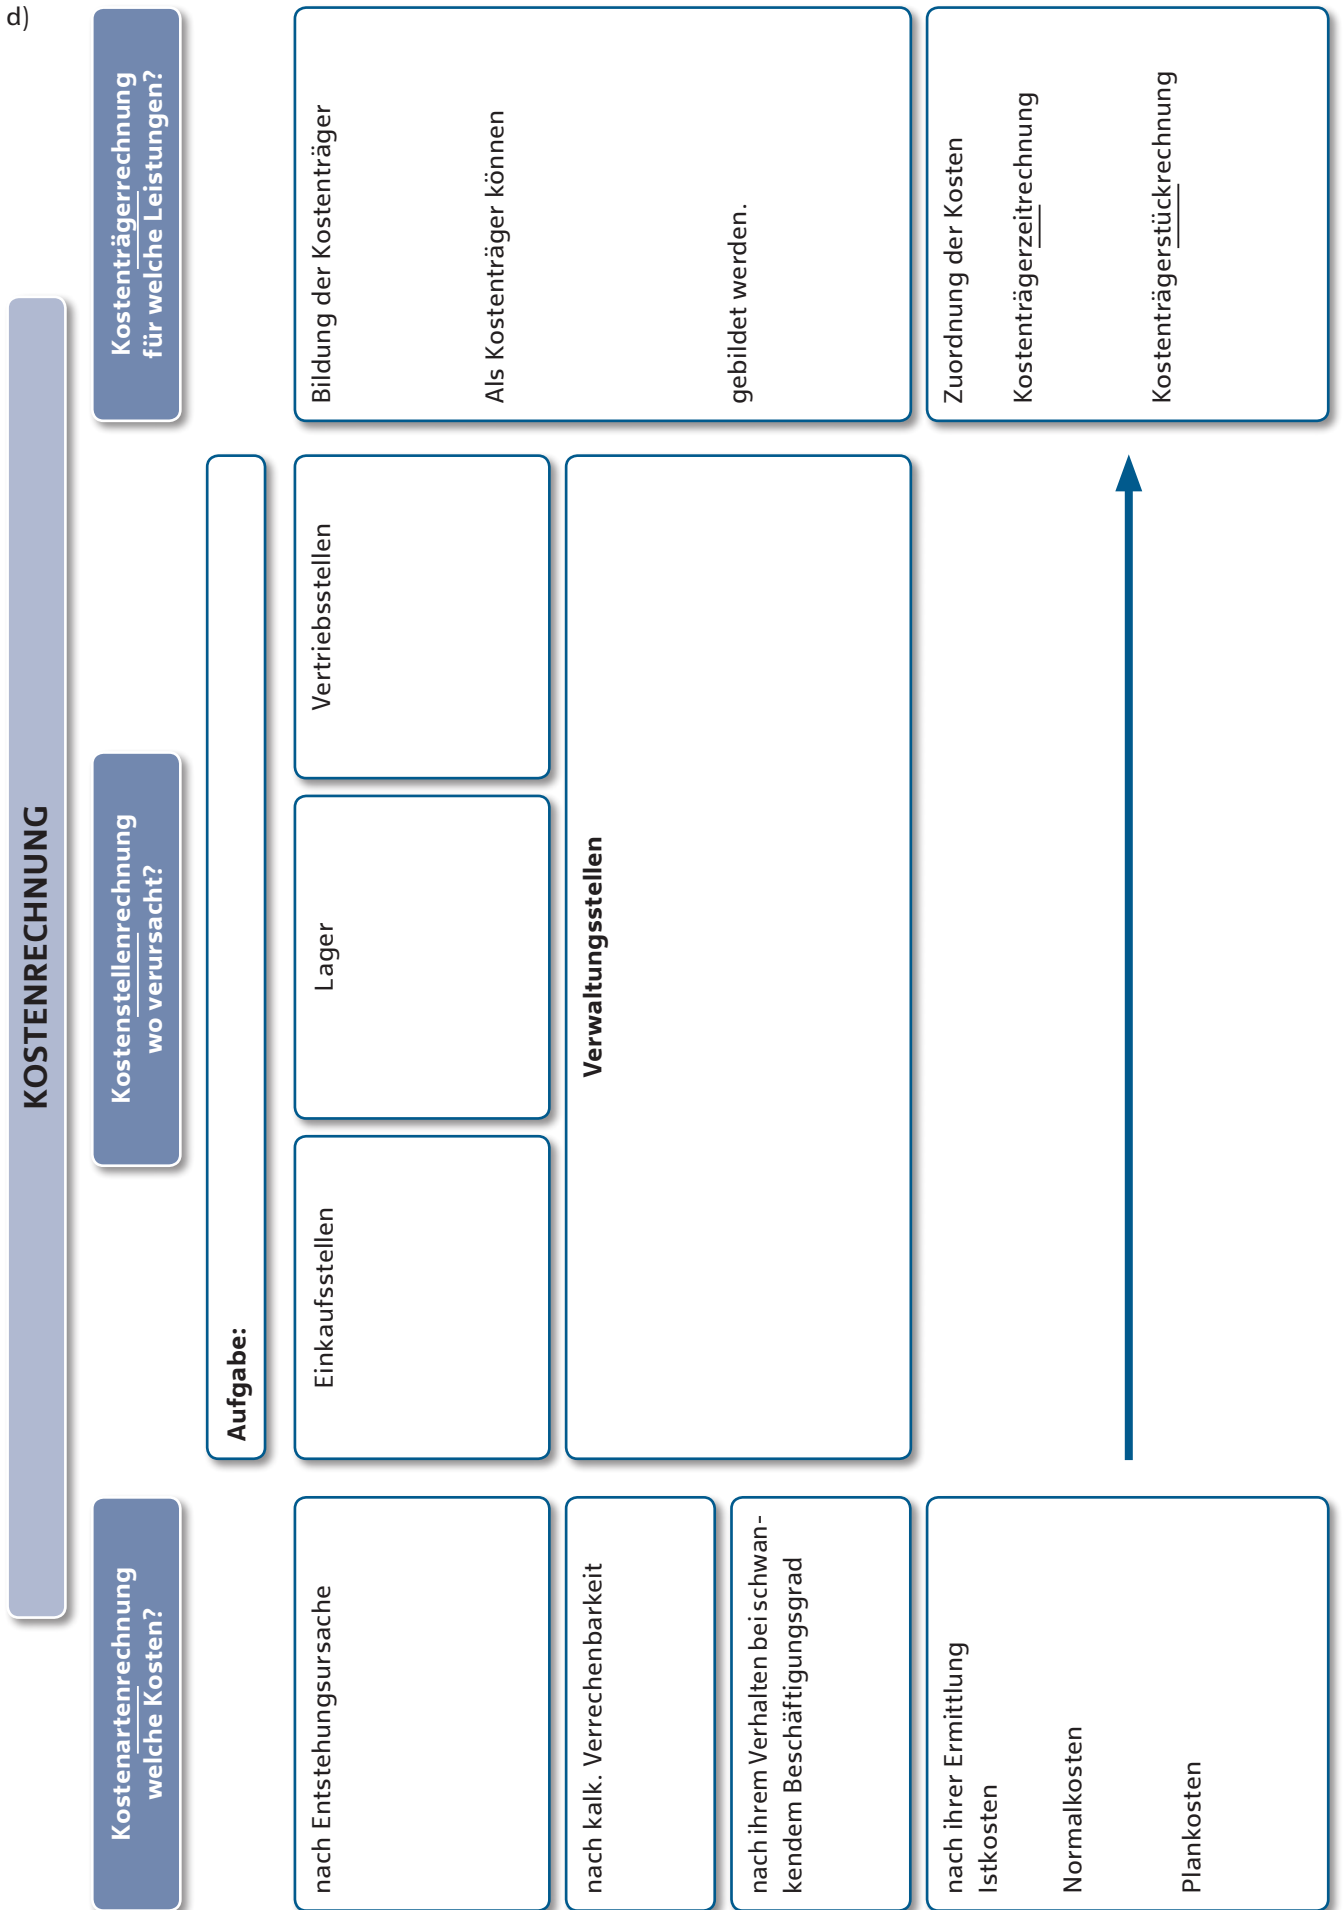 d)
KOSTENRECHNUNG
Kostenartenrechnung
welche Kosten?
Kostenstellenrechnung
wo verursacht?
Kostenträgerrechnung
für welche Leistungen?
Aufgabe:
nach Entstehungsursache
Einkaufsstellen
Lager
Vertriebsstellen
Bildung der Kostenträger
Als Kostenträger können
gebildet werden.
nach kalk. Verrechenbarkeit
Verwaltungsstellen
nach ihrem Verhalten bei schwan-
kendem Beschäftigungsgrad
nach ihrer Ermittlung
Istkosten
Normalkosten
Plankosten
Zuordnung der Kosten
Kostenträgerzeitrechnung
Kostenträgerstückrechnung